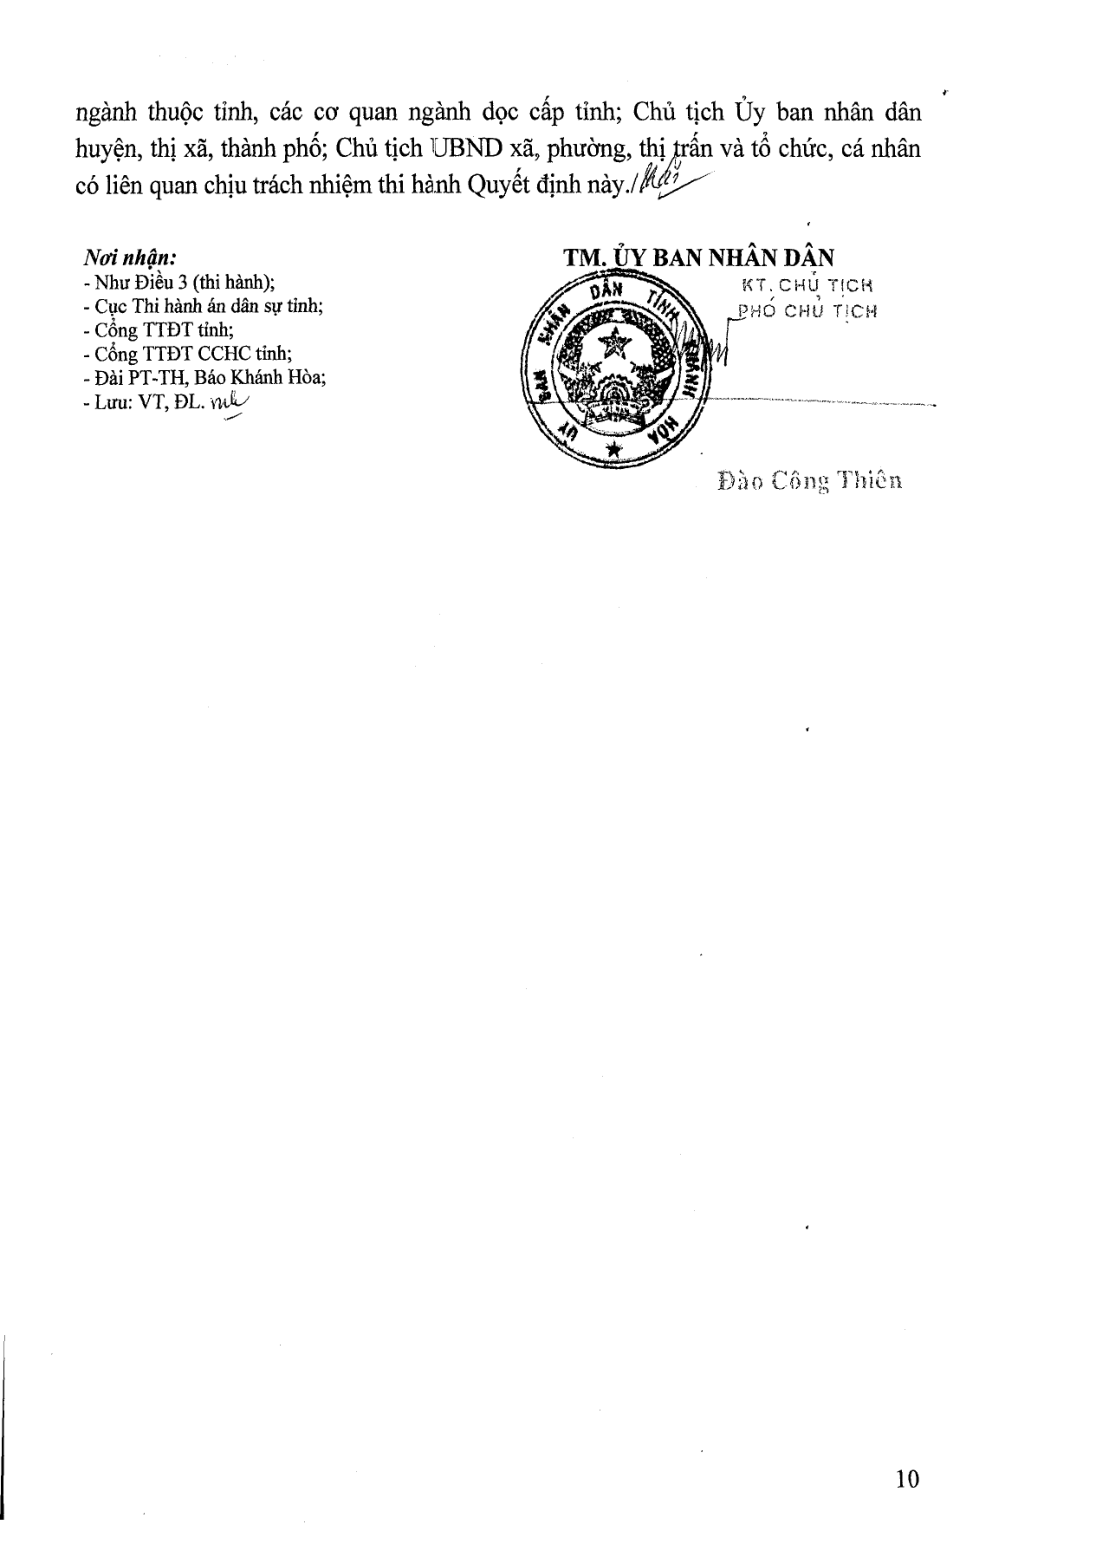 ngành thuộc tỉnh, các cơ quan ngành dọc cấp tỉnh; Chủ tịch Ủy ban nhân dân
huyện, thị xã, thành phố; Chủ tịch UBND xã, phường, thị trấn và tổ chức, cá nhân
có liên quan chịu trách nhiệm thi hành Quyết định này./
Nơi nhận:
- Như Điều 3 (thi hành);
- Cục Thi hành án dân sự tỉnh;
- Cổng TTĐT tỉnh;
- Cổng TTĐT CCHC tỉnh;
- Đài PT-TH, Báo Khánh Hòa;
- Lưu: VT, ĐL.
TM. ỦY BAN NHÂN DÂN
KT. CHỦ TỊCH
PHÓ CHỦ TỊCH
ỦY BAN NHÂN DÂN TỈNH KHÁNH HÒA
Đào Công Thiên
10